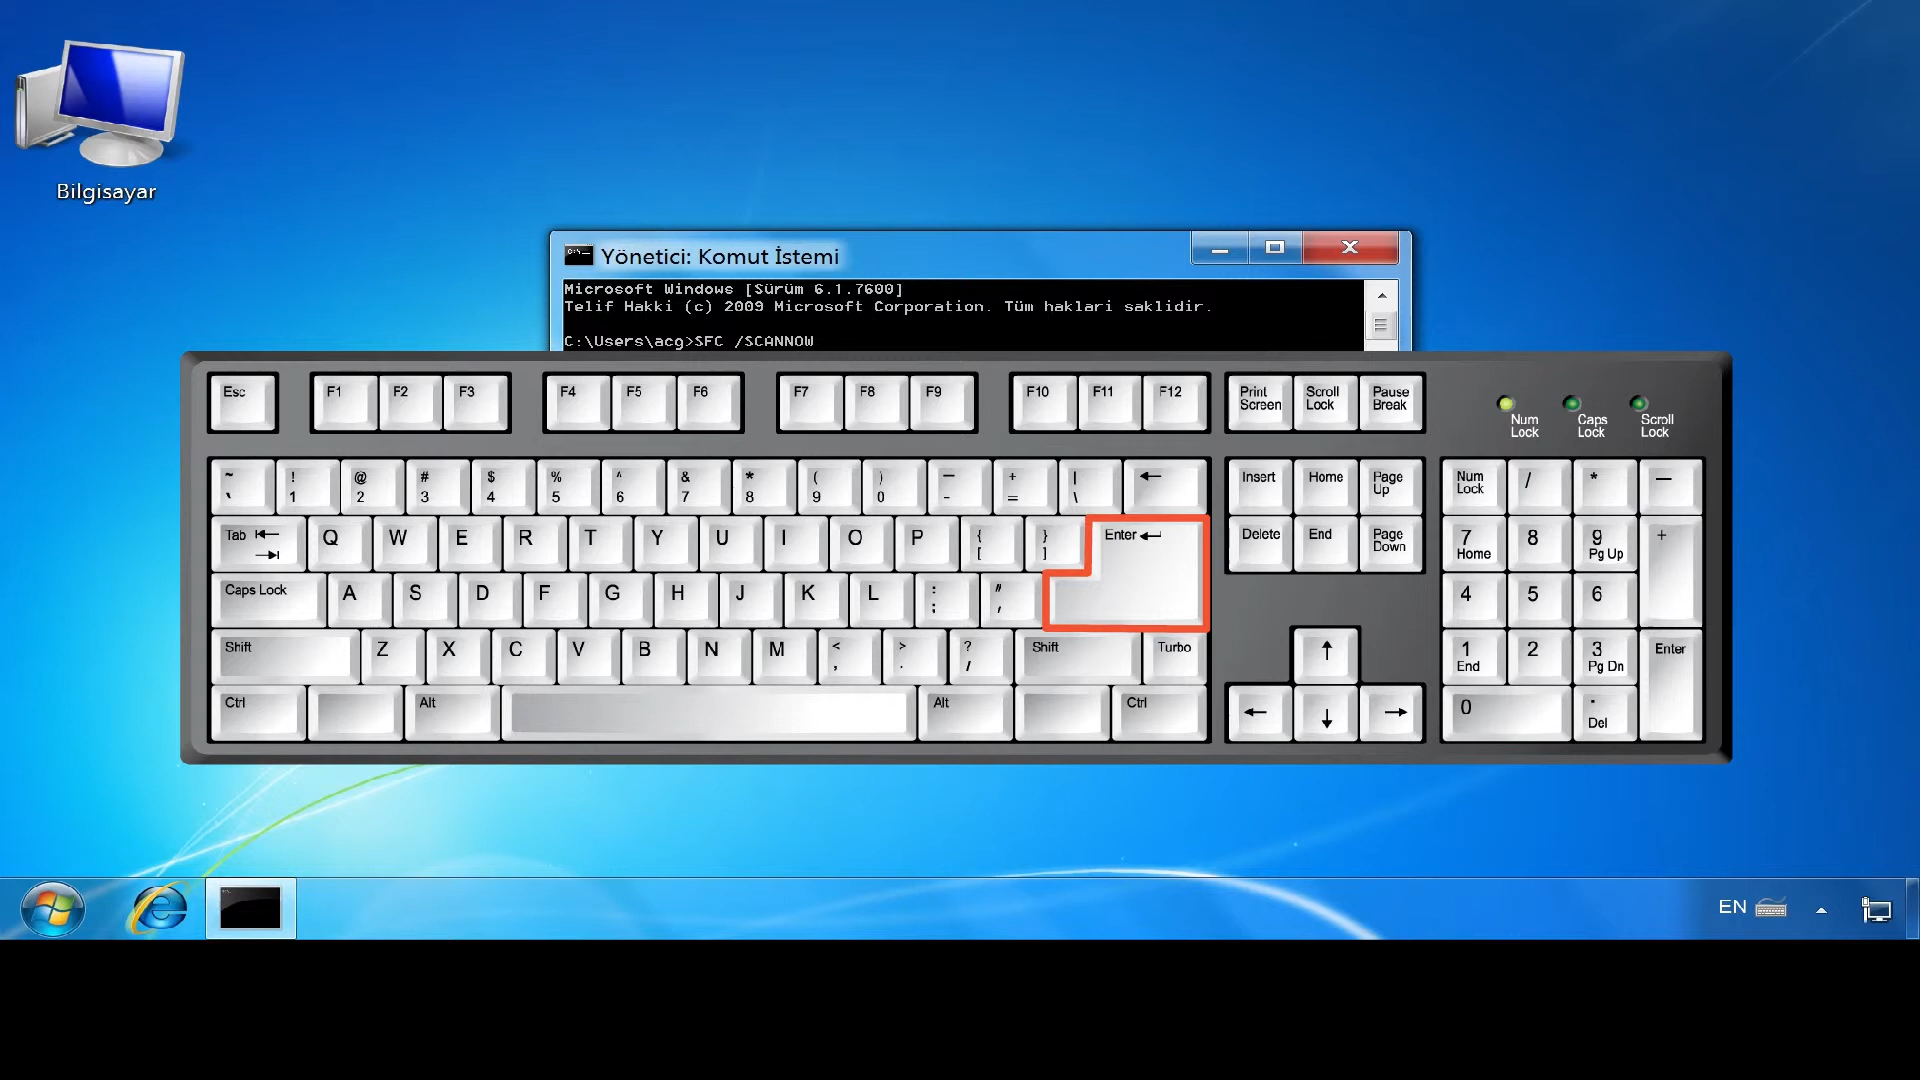 Bilgisayar
Yönetici: Komut İstemi
Microsoft Windows [Sürüm 6.1.7600]
Telif Hakki (c) 2009 Microsoft Corporation. Tüm haklari saklidir.
C:\Users\acg>SFC /SCANNOW
Esc F1 F2 F3 F4 F5 F6 F7 F8 F9 F10 F11 F12 Print Screen Scroll Lock Pause Break
Num Lock Caps Lock Scroll Lock
~ ` ! 1 @ 2 # 3 $ 4 % 5 ^ 6 & 7 * 8 ( 9 ) 0 — - + = | \ ← Insert Home Page Up Num Lock / * —
Tab Q W E R T Y U I O P { [ } ] Enter ← Delete End Page Down 7 Home 8 9 Pg Up +
Caps Lock A S D F G H J K L : ; " , 4 5 6
Shift Z X C V B N M < , > . ? / Shift Turbo ↑ 1 End 2 3 Pg Dn Enter
Ctrl Alt Alt Ctrl ← ↓ → 0 . Del
EN